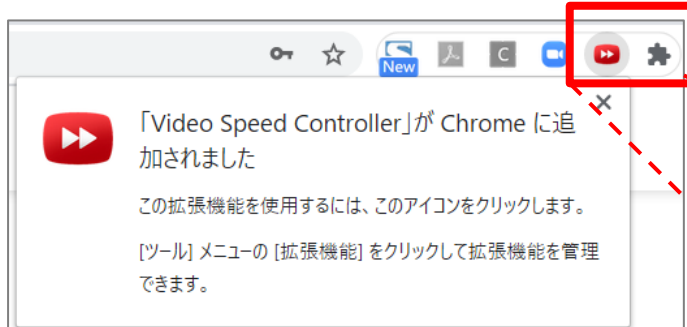 New
C
「Video Speed Controller」が Chrome に追
加されました
この拡張機能を使用するには、このアイコンをクリックします。
[ツール] メニューの [拡張機能] をクリックして拡張機能を管理
できます。